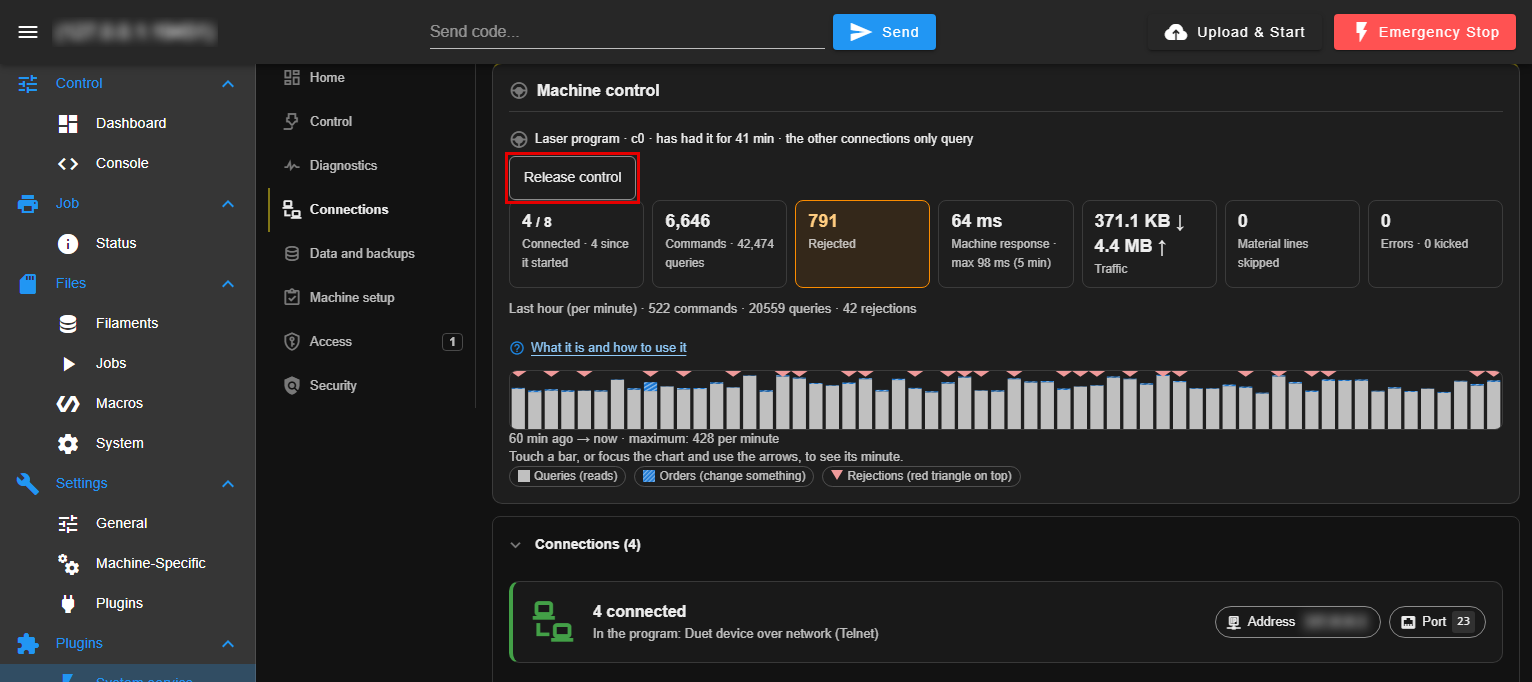 Send code...
Send
Upload & Start
Emergency Stop
Control
Dashboard
Console
Job
Status
Files
Filaments
Jobs
Macros
System
Settings
General
Machine-Specific
Plugins
Plugins
System service
Home
Control
Diagnostics
Connections
Data and backups
Machine setup
Access
1
Security
Machine control
Laser program · c0 · has had it for 41 min · the other connections only query
Release control
4 / 8
Connected · 4 since
it started
6,646
Commands · 42,474
queries
791
Rejected
64 ms
Machine response ·
max 98 ms (5 min)
371.1 KB ↓
4.4 MB ↑
Traffic
0
Material lines
skipped
0
Errors · 0 kicked
Last hour (per minute) · 522 commands · 20559 queries · 42 rejections
What it is and how to use it
60 min ago → now · maximum: 428 per minute
Touch a bar, or focus the chart and use the arrows, to see its minute.
Queries (reads)
Orders (change something)
Rejections (red triangle on top)
Connections (4)
4 connected
In the program: Duet device over network (Telnet)
Address
Port 23